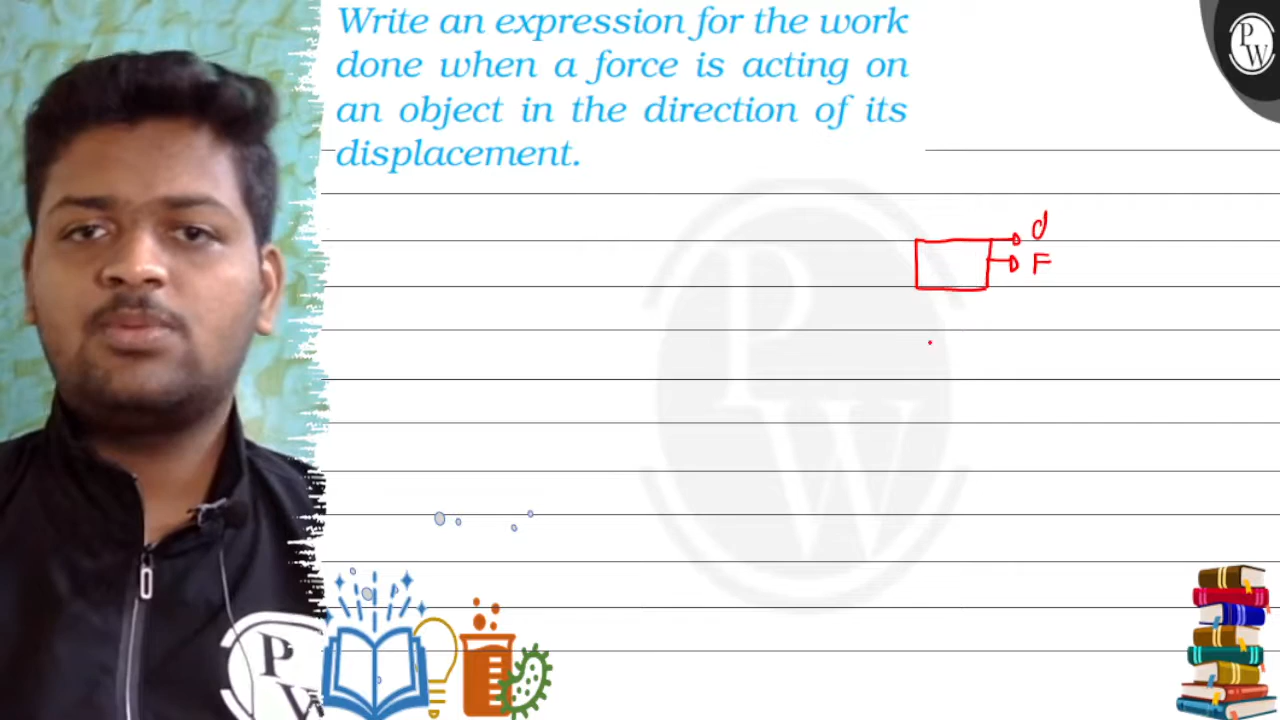 Write an expression for the work
done when a force is acting on
an object in the direction of its
displacement.
P
W
d
F
P
W
P
W